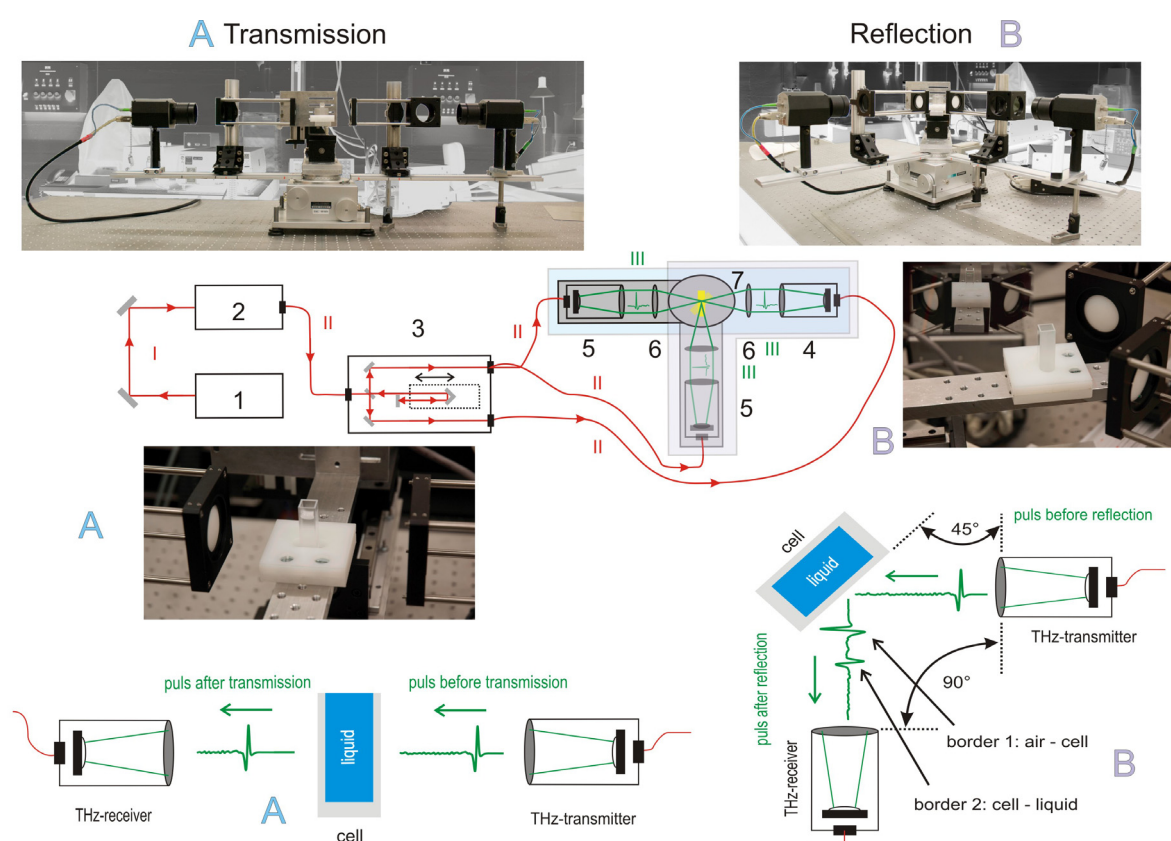 A Transmission
Reflection B
III
7
2
II
3
II
5
6
6
III
4
I
1
II
III
5
II
B
A
45°
puls before reflection
cell
liquid
THz-transmitter
puls after reflection
90°
puls after transmission
puls before transmission
liquid
border 1: air - cell
B
THz-receiver
A
THz-transmitter
THz-receiver
border 2: cell - liquid
cell